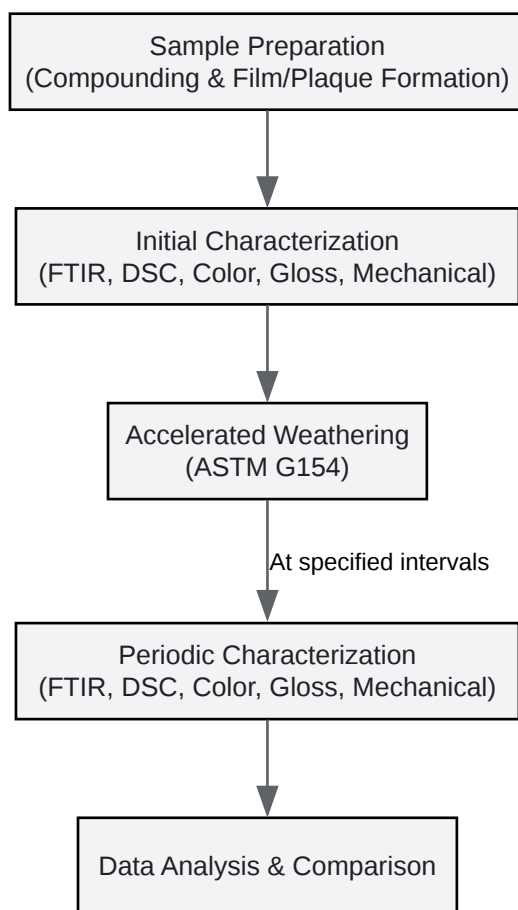 Sample Preparation
(Compounding & Film/Plaque Formation)
Initial Characterization
(FTIR, DSC, Color, Gloss, Mechanical)
Accelerated Weathering
(ASTM G154)
At specified intervals
Periodic Characterization
(FTIR, DSC, Color, Gloss, Mechanical)
Data Analysis & Comparison